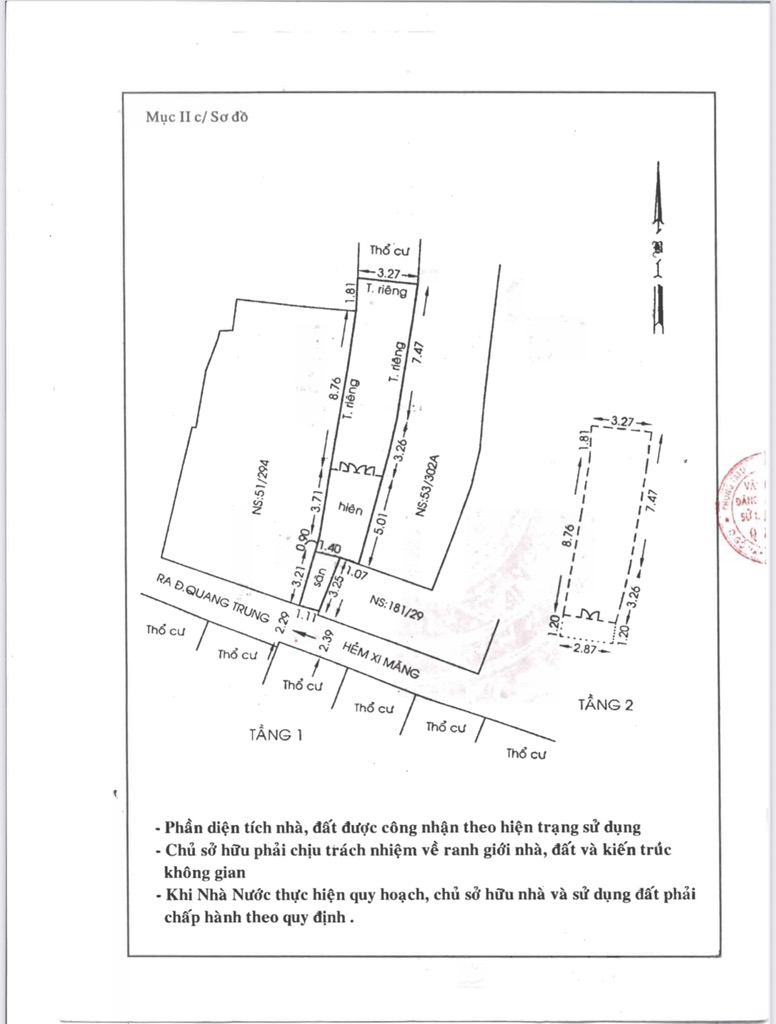 Mục II c/ Sơ đồ
Thổ cư
3.27
T. riêng
1.81
8.76
T. riêng
T. riêng
7.47
3.26
NS:51/294
NS:53/302A
3.71
hiên
5.01
0.90
1.40
1.07
3.21
sân
3.25
1.11
NS:181/29
RA Đ.QUANG TRUNG
2.29
2.39
HẺM XI MĂNG
Thổ cư
Thổ cư
Thổ cư
Thổ cư
Thổ cư
Thổ cư
TẦNG 1
3.27
1.81
8.76
7.47
3.26
1.20
1.20
2.87
TẦNG 2
- Phần diện tích nhà, đất được công nhận theo hiện trạng sử dụng
- Chủ sở hữu phải chịu trách nhiệm về ranh giới nhà, đất và kiến trúc
không gian
- Khi Nhà Nước thực hiện quy hoạch, chủ sở hữu nhà và sử dụng đất phải
chấp hành theo quy định .